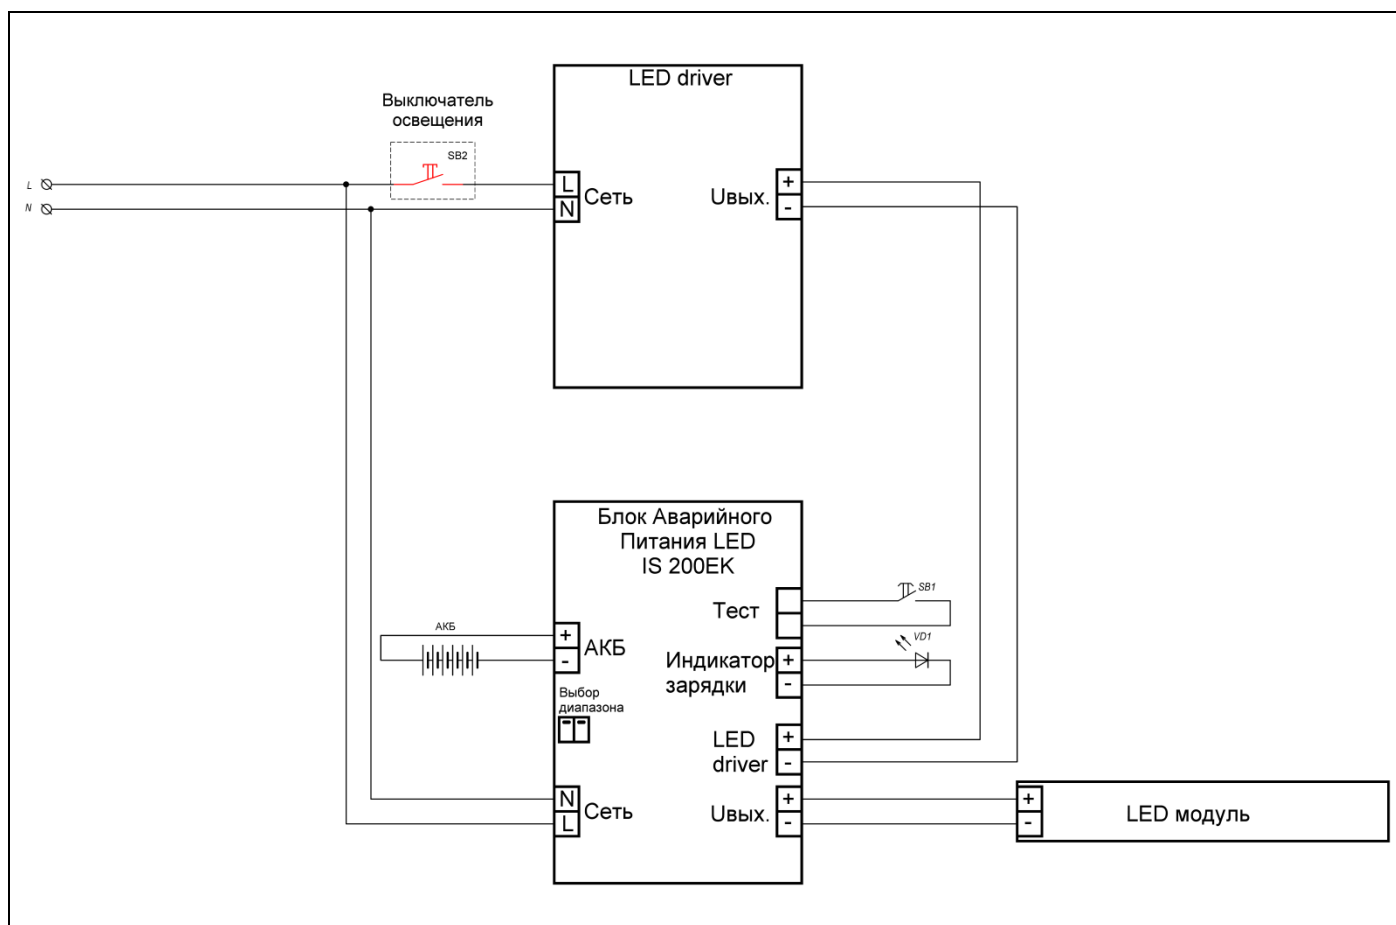 LED driver
Выключатель
освещения
SB2
L
N
L
N
Сеть
Uвых.
+
-
Блок Аварийного
Питания LED
IS 200EK
Тест
SB1
АКБ
+
-
АКБ
Индикатор
зарядки
+
-
VD1
Выбор
диапазона
LED
driver
+
-
N
L
Сеть
Uвых.
+
-
+
-
LED модуль